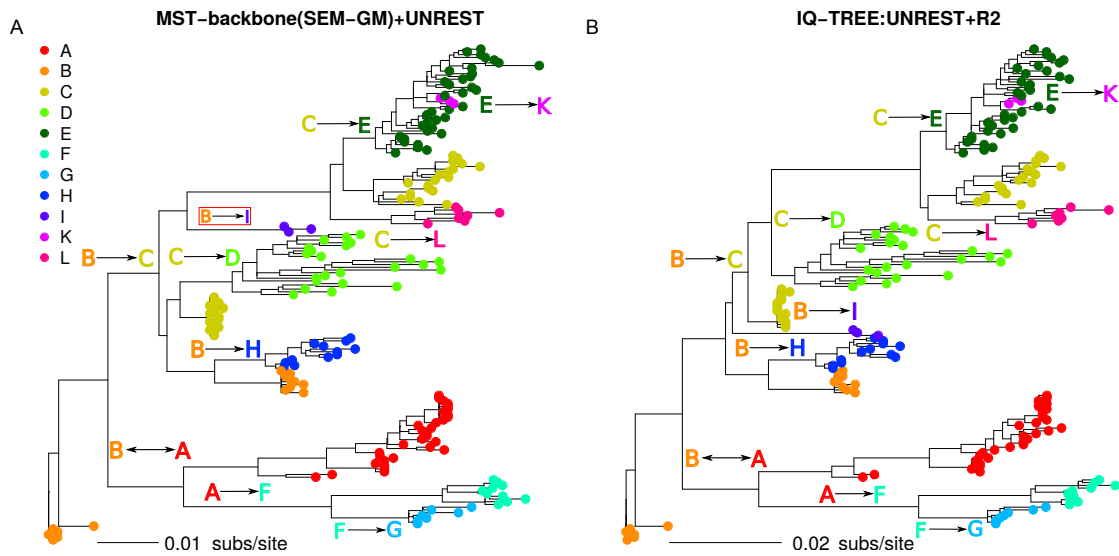 A
MST−backbone(SEM−GM)+UNREST
A
B
C
D
E
F
G
H
I
K
L
E K
C E
B I
C L
B C
C D
B H
B A
A F
F G
0.01 subs/site
B
IQ−TREE:UNREST+R2
E K
C E
C D
C L
B C
B I
B H
B A
A F
F G
0.02 subs/site